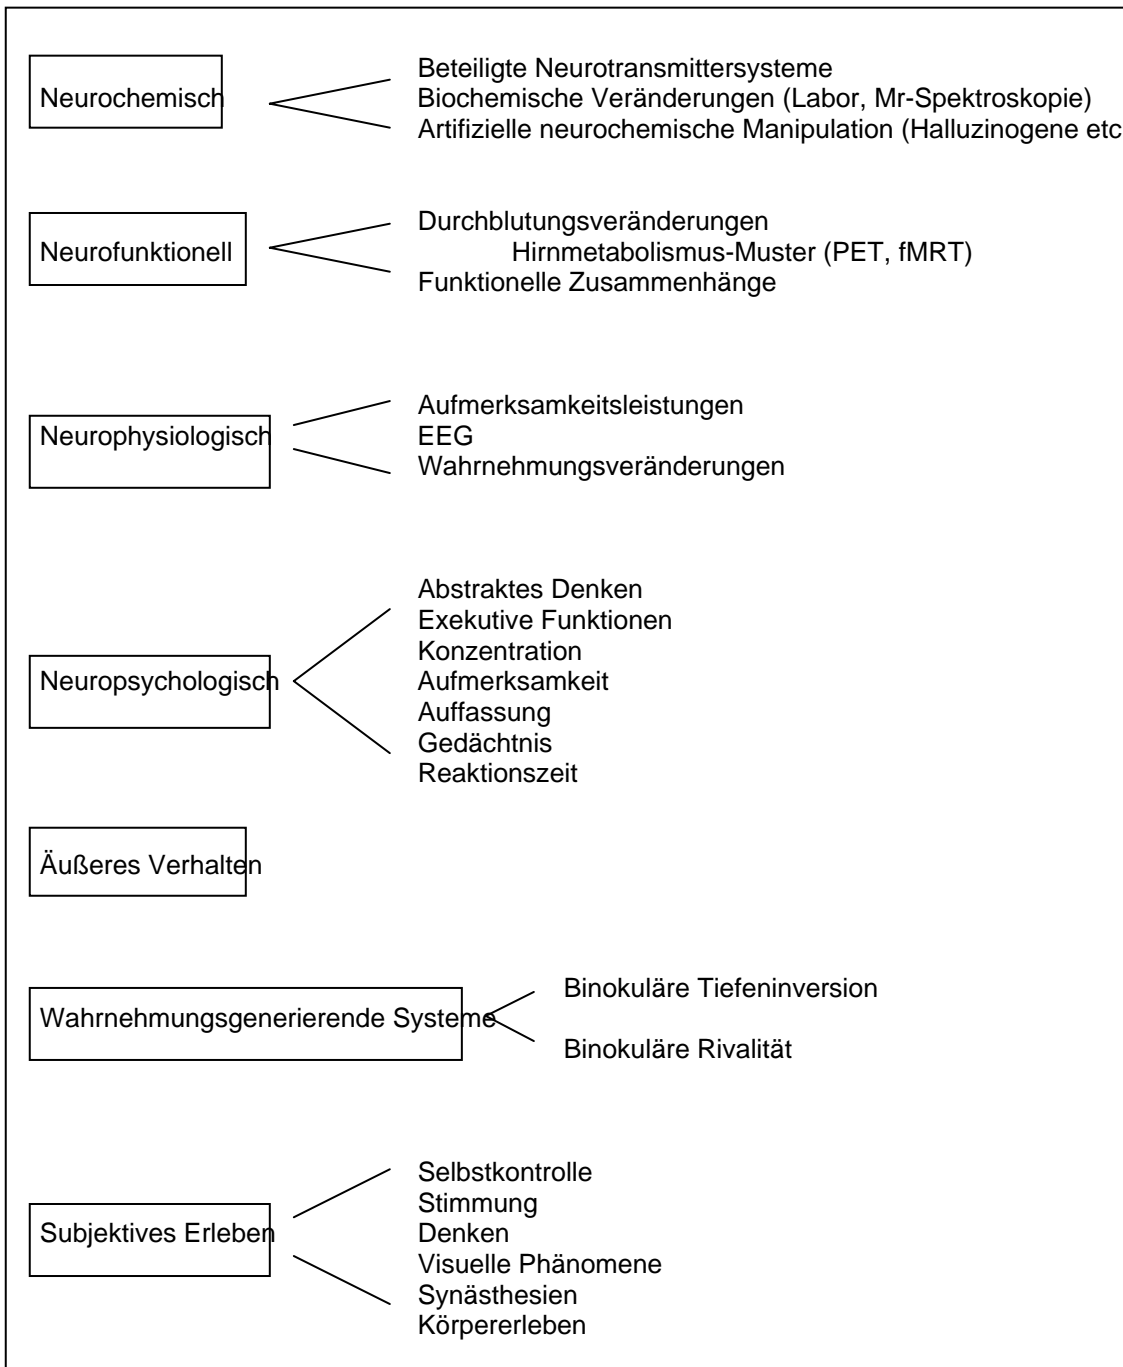 Neurochemisch
Beteiligte Neurotransmittersysteme
Biochemische Veränderungen (Labor, Mr-Spektroskopie)
Artifizielle neurochemische Manipulation (Halluzinogene etc
Neurofunktionell
Durchblutungsveränderungen
Hirnmetabolismus-Muster (PET, fMRT)
Funktionelle Zusammenhänge
Neurophysiologisch
Aufmerksamkeitsleistungen
EEG
Wahrnehmungsveränderungen
Neuropsychologisch
Abstraktes Denken
Exekutive Funktionen
Konzentration
Aufmerksamkeit
Auffassung
Gedächtnis
Reaktionszeit
Äußeres Verhalten
Wahrnehmungsgenerierende Systeme
Binokuläre Tiefeninversion
Binokuläre Rivalität
Subjektives Erleben
Selbstkontrolle
Stimmung
Denken
Visuelle Phänomene
Synästhesien
Körpererleben